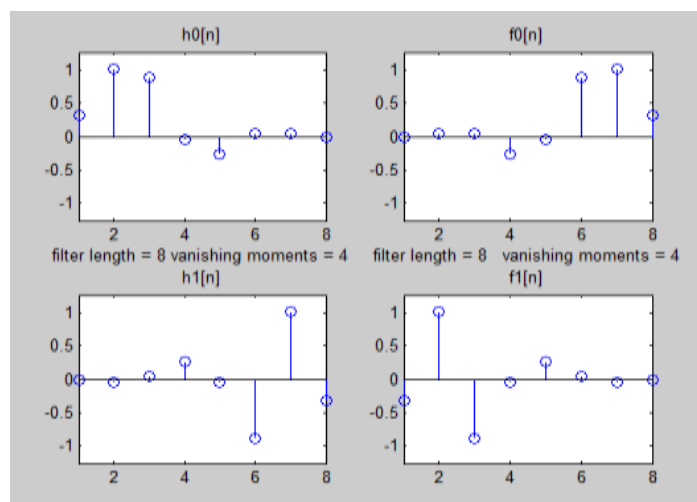 h0[n] f0[n]
1 1
0.5 0.5
0 0
-0.5 -0.5
-1 -1
2 4 6 8 2 4 6 8
filter length = 8 vanishing moments = 4 filter length = 8 vanishing moments = 4
h1[n] f1[n]
1 1
0.5 0.5
0 0
-0.5 -0.5
-1 -1
2 4 6 8 2 4 6 8